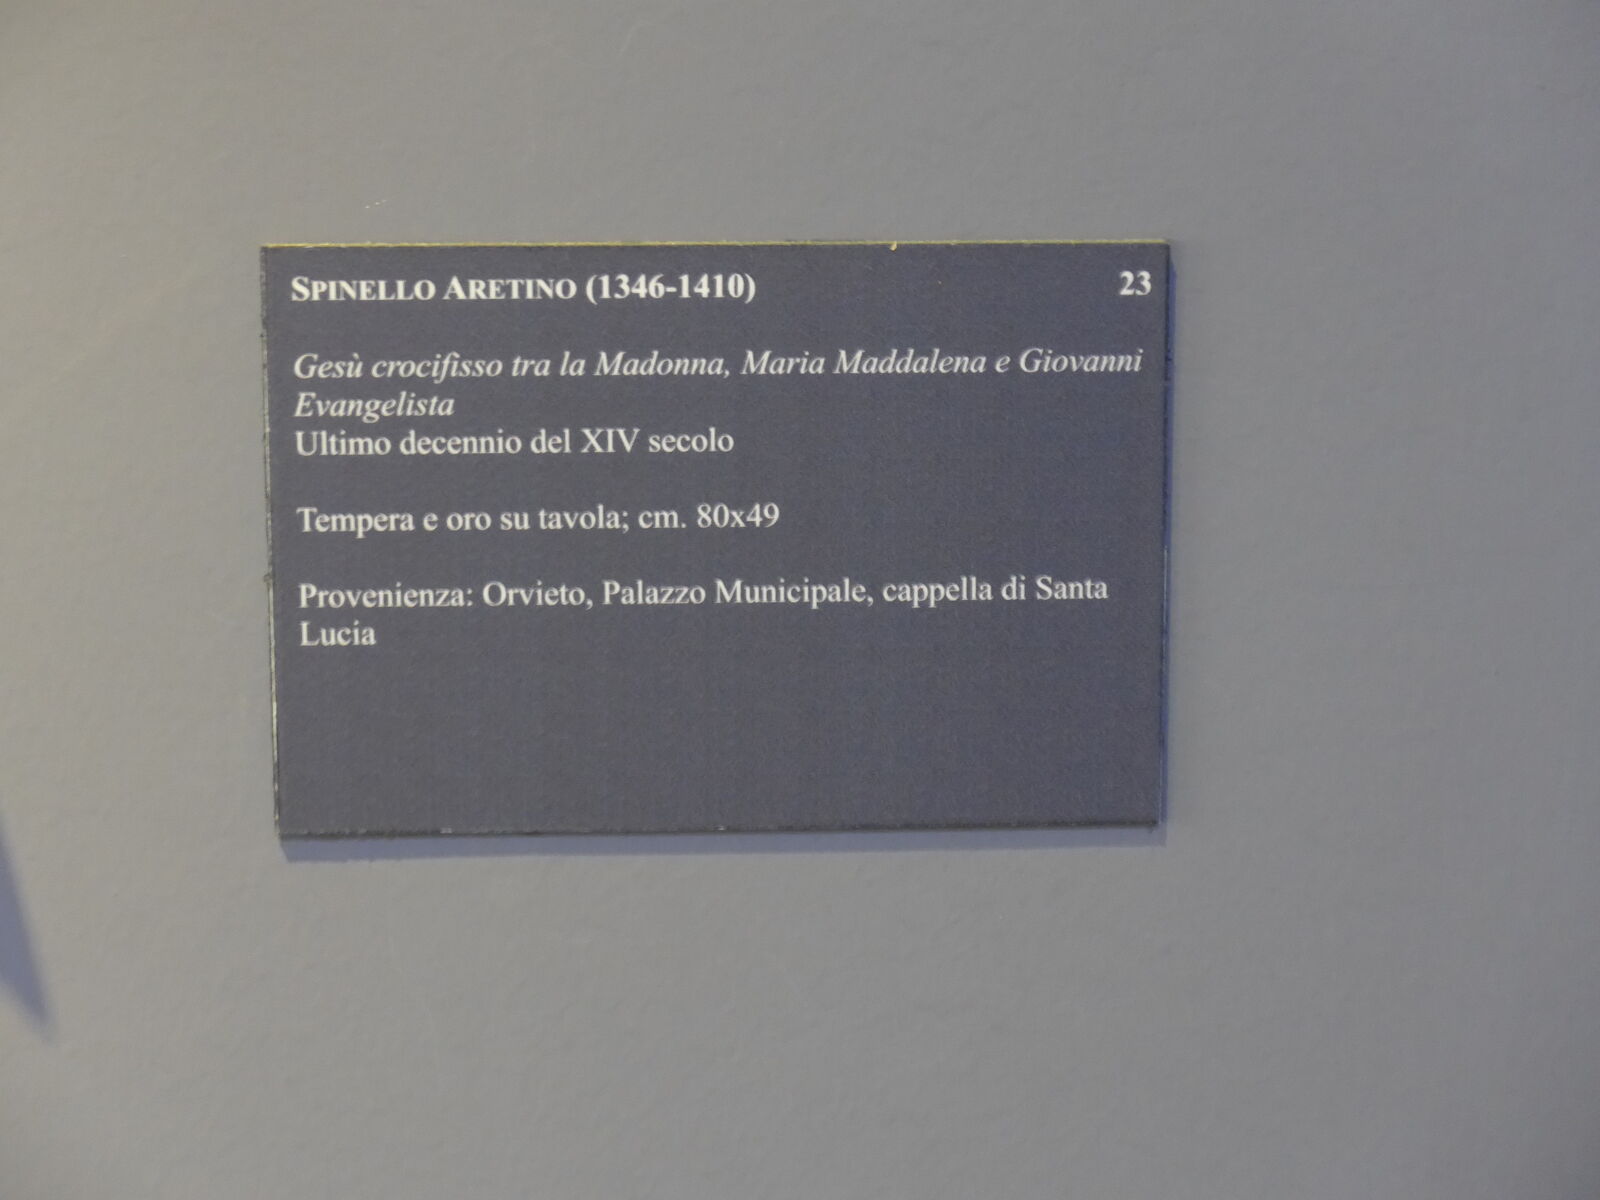 SPINELLO ARETINO (1346-1410) 23
Gesù crocifisso tra la Madonna, Maria Maddalena e Giovanni
Evangelista
Ultimo decennio del XIV secolo
Tempera e oro su tavola; cm. 80x49
Provenienza: Orvieto, Palazzo Municipale, cappella di Santa
Lucia